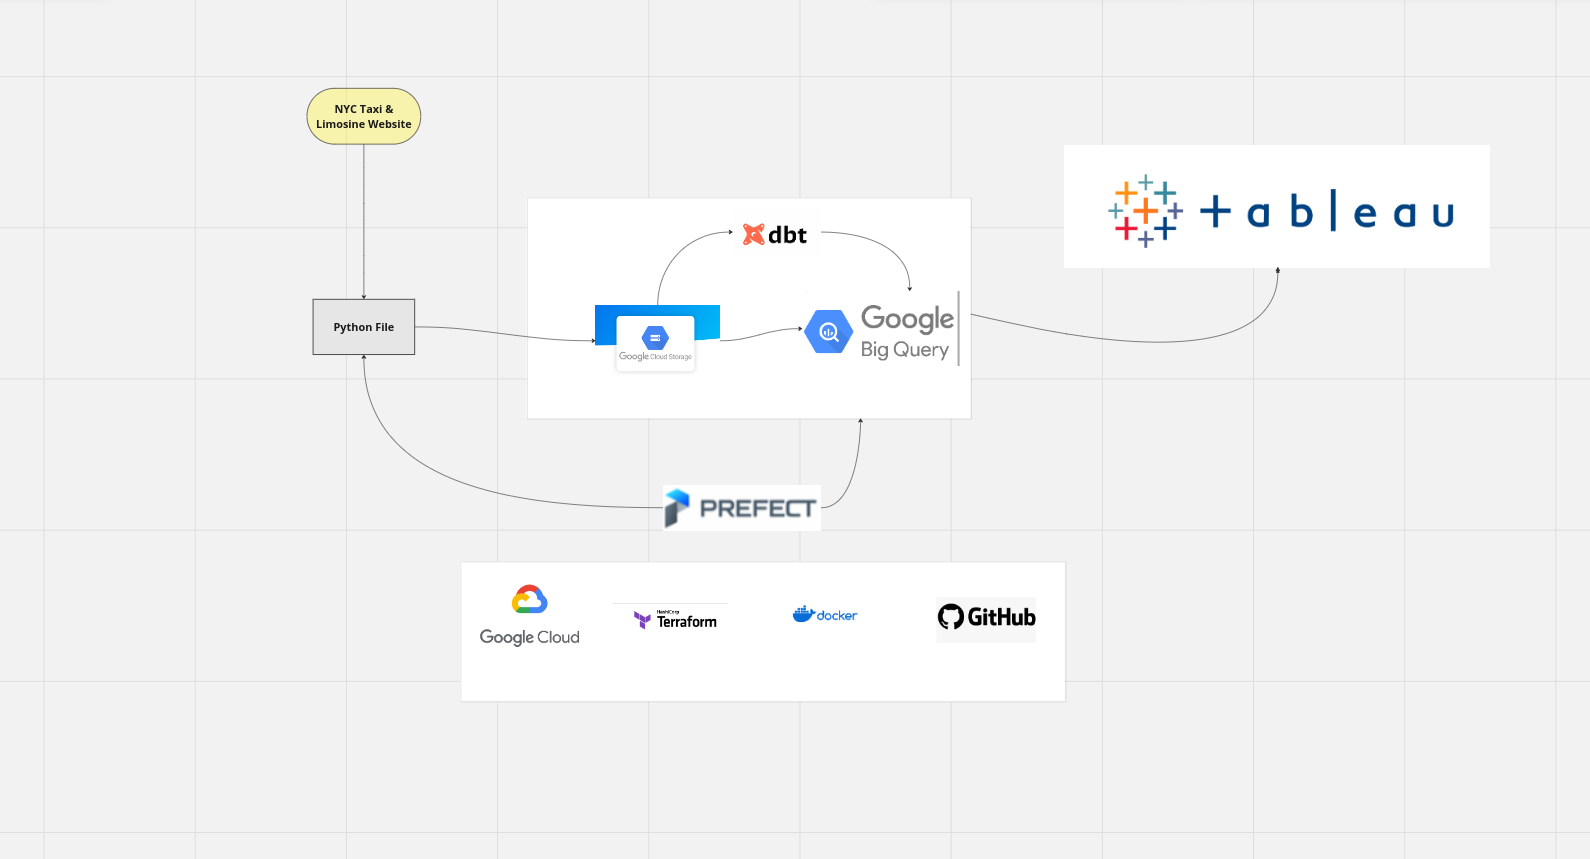 NYC Taxi &
Limosine Website
Python File
dbt
Google Cloud Storage
Google
Big Query
+ableau
PREFECT
Google Cloud
HashiCorp
Terraform
docker
GitHub